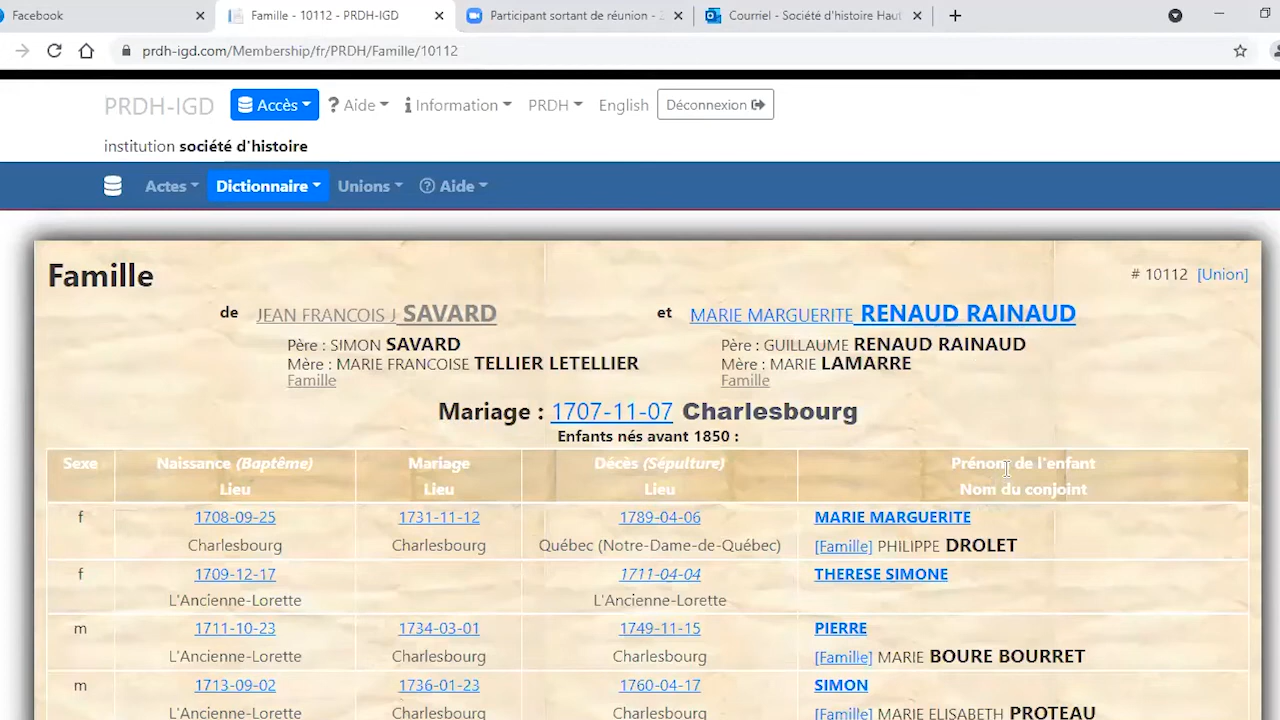 Facebook
Famille - 10112 - PRDH-IGD
Participant sortant de réunion - Z
Courriel - Société d'histoire Haut
prdh-igd.com/Membership/fr/PRDH/Famille/10112
PRDH-IGD Accès ? Aide Information PRDH English Déconnexion
institution société d'histoire
Actes Dictionnaire Unions Aide
Famille
# 10112 [Union]
de JEAN FRANCOIS J SAVARD et MARIE MARGUERITE RENAUD RAINAUD
Père : SIMON SAVARD Père : GUILLAUME RENAUD RAINAUD
Mère : MARIE FRANCOISE TELLIER LETELLIER Mère : MARIE LAMARRE
Famille Famille
Mariage : 1707-11-07 Charlesbourg
Enfants nés avant 1850 :
Sexe Naissance (Baptême) Mariage Décès (Sépulture) Prénom de l'enfant
Lieu Lieu Lieu Nom du conjoint
f 1708-09-25 1731-11-12 1789-04-06 MARIE MARGUERITE
Charlesbourg Charlesbourg Québec (Notre-Dame-de-Québec) [Famille] PHILIPPE DROLET
f 1709-12-17 1711-04-04 THERESE SIMONE
L'Ancienne-Lorette L'Ancienne-Lorette
m 1711-10-23 1734-03-01 1749-11-15 PIERRE
L'Ancienne-Lorette Charlesbourg Charlesbourg [Famille] MARIE BOURE BOURRET
m 1713-09-02 1736-01-23 1760-04-17 SIMON
L'Ancienne-Lorette Charlesbourg Charlesbourg [Famille] MARIE ELISABETH PROTEAU